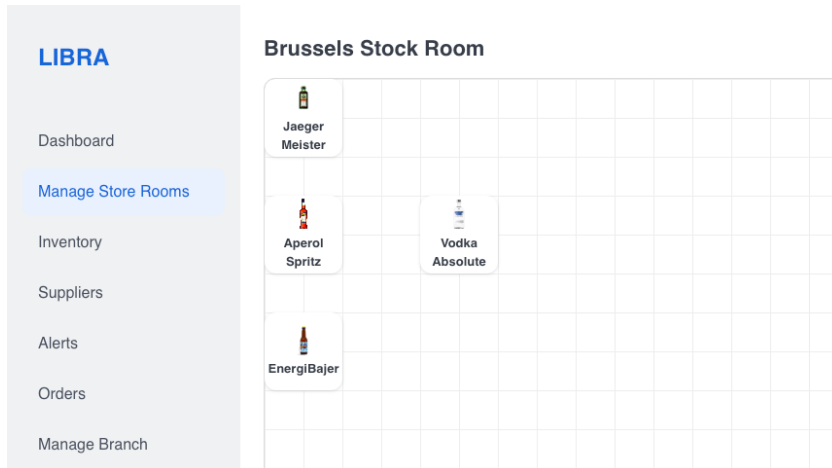 LIBRA
Dashboard
Manage Store Rooms
Inventory
Suppliers
Alerts
Orders
Manage Branch
Brussels Stock Room
Jaeger
Meister
Aperol
Spritz
Vodka
Absolute
EnergiBajer